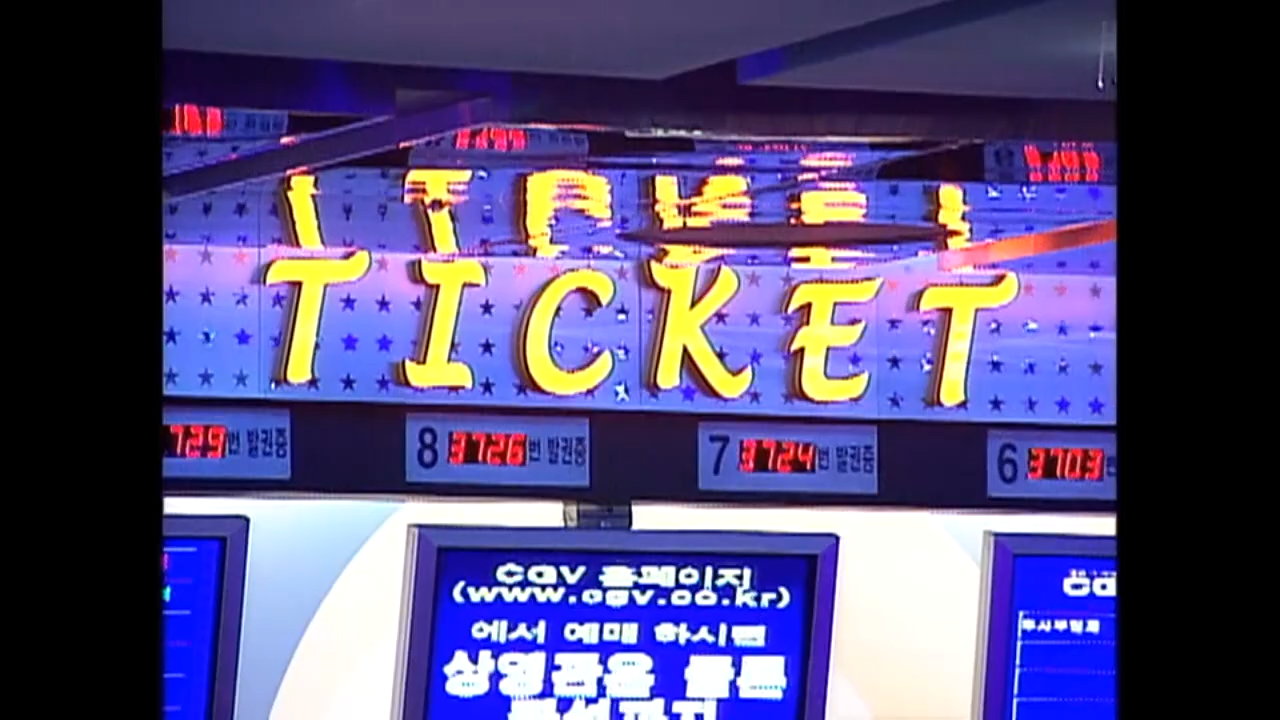 TICKET
729번 발권중
8 3726번 발권중
7 3724번 발권중
6 3703
CGV 홈페이지
(www.cgv.co.kr)
에서 예매 하시면
상영관은 물론